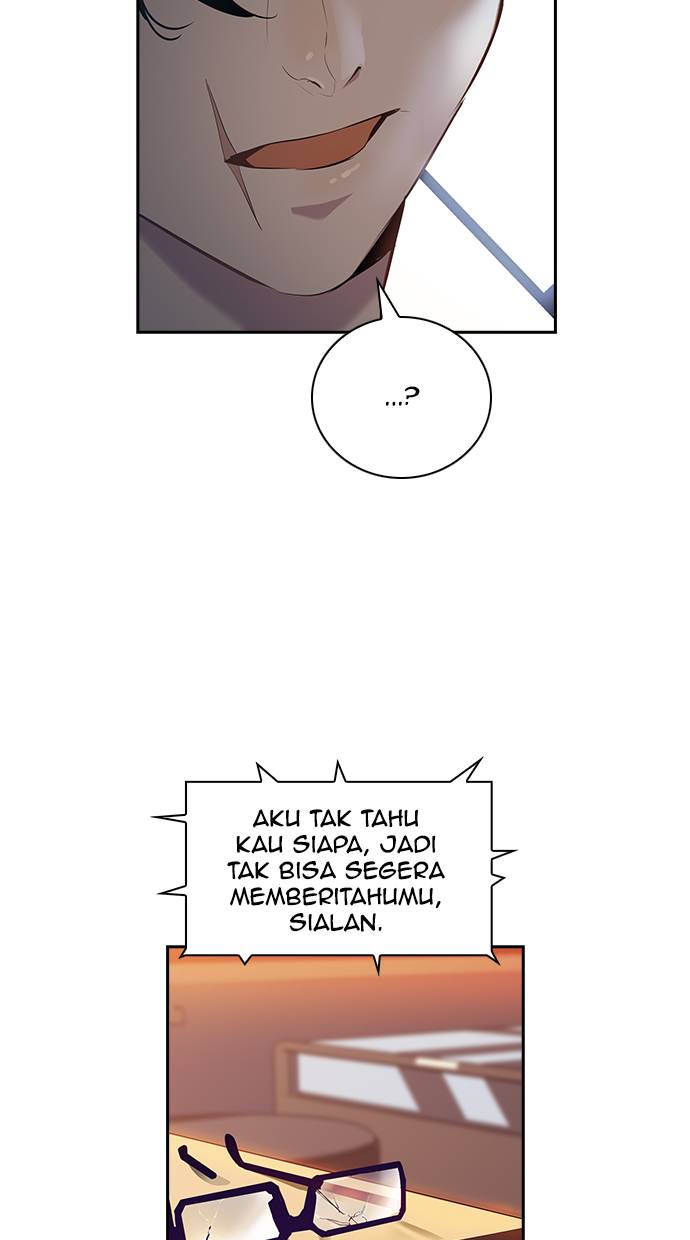 ...?
AKU TAK TAHU
KAU SIAPA, JADI
TAK BISA SEGERA
MEMBERITAHUMU,
SIALAN.